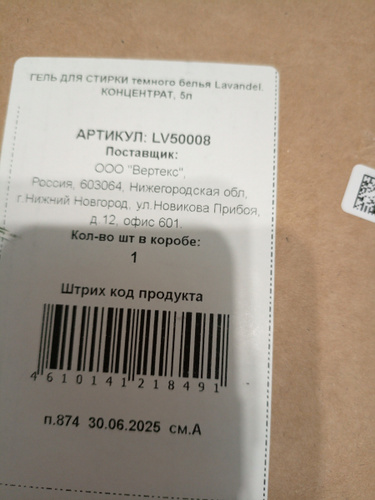 ГЕЛЬ ДЛЯ СТИРКИ темного белья Lavandel.
КОНЦЕНТРАТ, 5л
АРТИКУЛ: LV50008
Поставщик:
ООО "Вертекс",
Россия, 603064, Нижегородская обл,
г.Нижний Новгород, ул.Новикова Прибоя,
д.12, офис 601
Кол-во шт в коробе:
1
Штрих код продукта
4610141218491
п.874 30.06.2025 см.А